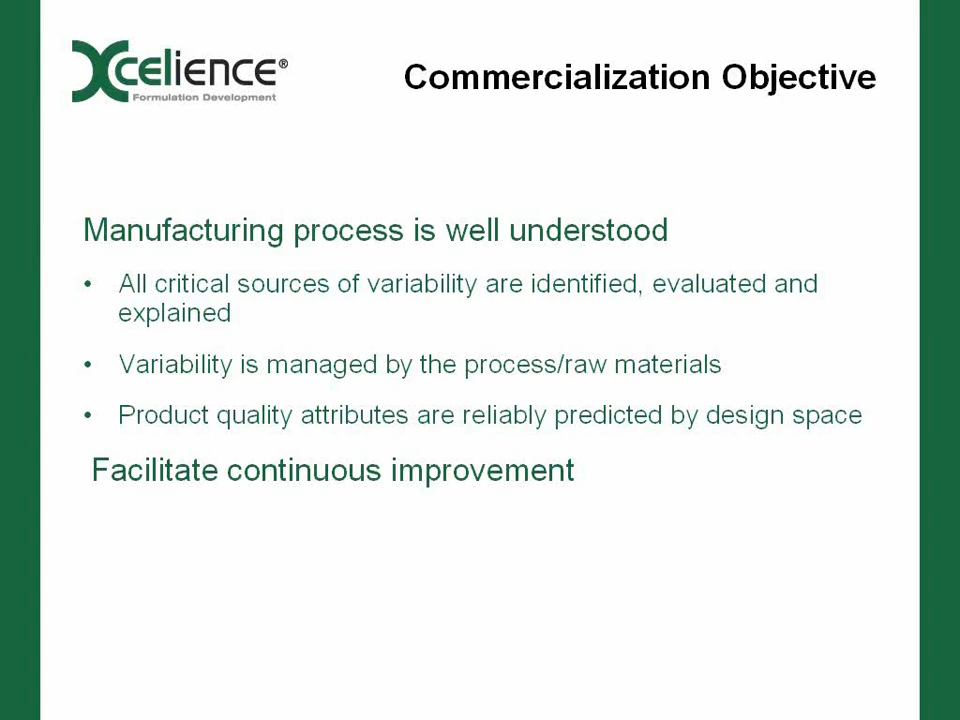 Xcelience®
Formulation Development
Commercialization Objective
Manufacturing process is well understood
• All critical sources of variability are identified, evaluated and
explained
• Variability is managed by the process/raw materials
• Product quality attributes are reliably predicted by design space
Facilitate continuous improvement